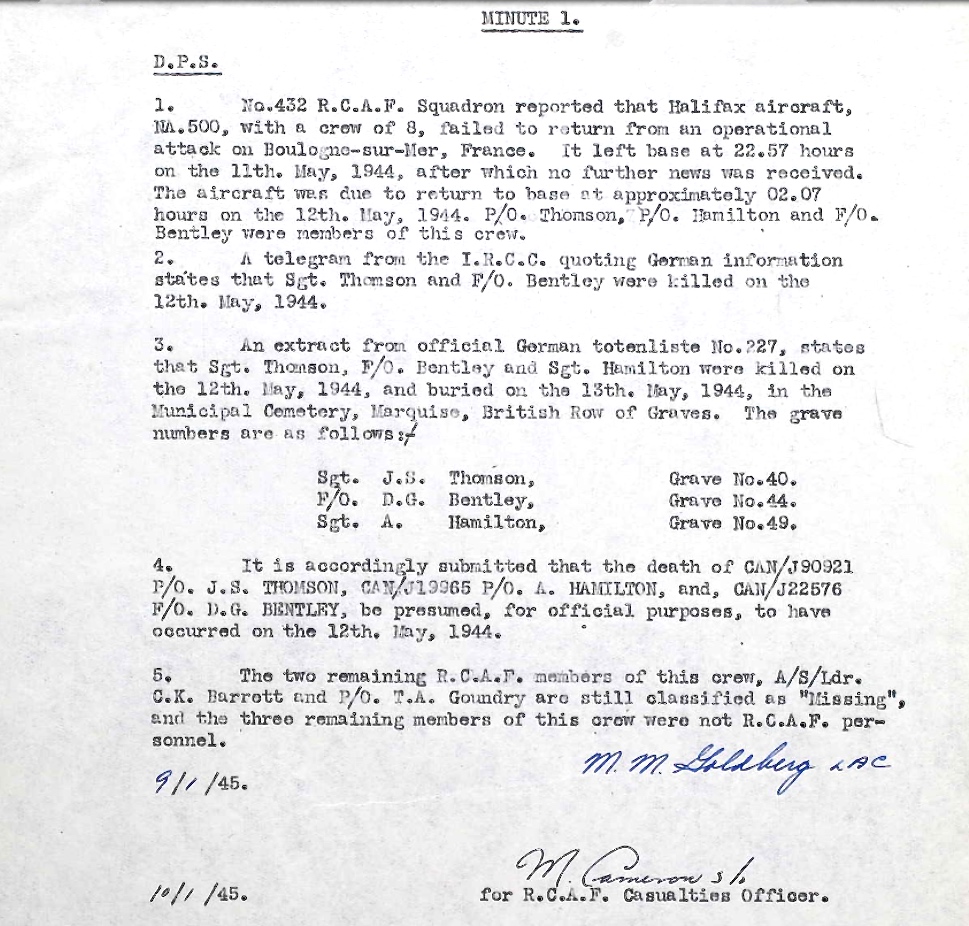 MINUTE 1.
D.P.S.
1. No.432 R.C.A.F. Squadron reported that Halifax aircraft,
NA.500, with a crew of 8, failed to return from an operational
attack on Boulogne-sur-Mer, France. It left base at 22.57 hours
on the 11th. May, 1944, after which no further news was received.
The aircraft was due to return to base at approximately 02.07
hours on the 12th. May, 1944. P/O. Thomson, P/O. Hamilton and F/O.
Bentley were members of this crew.
2. A telegram from the I.R.C.C. quoting German information
states that Sgt. Thomson and F/O. Bentley were killed on the
12th. May, 1944.
3. An extract from official German totenliste No.227, states
that Sgt. Thomson, F/O. Bentley and Sgt. Hamilton were killed on
the 12th. May, 1944, and buried on the 13th. May, 1944, in the
Municipal Cemetery, Marquise, British Row of Graves. The grave
numbers are as follows:-/
Sgt. J.S. Thomson, Grave No.40.
F/O. D.G. Bentley, Grave No.44.
Sgt. A. Hamilton, Grave No.49.
4. It is accordingly submitted that the death of CAN/J90921
P/O. J.S. THOMSON, CAN/J19965 P/O. A. HAMILTON, and, CAN/J22576
F/O. D.G. BENTLEY, be presumed, for official purposes, to have
occurred on the 12th. May, 1944.
5. The two remaining R.C.A.F. members of this crew, A/S/Ldr.
C.K. Barrett and P/O. T.A. Goundry are still classified as "Missing",
and the three remaining members of this crew were not R.C.A.F. per-
sonnel.
M. M. Goldberg LAC
9/1/45.
M. Cameron S/O
10/1/45.
for R.C.A.F. Casualties Officer.